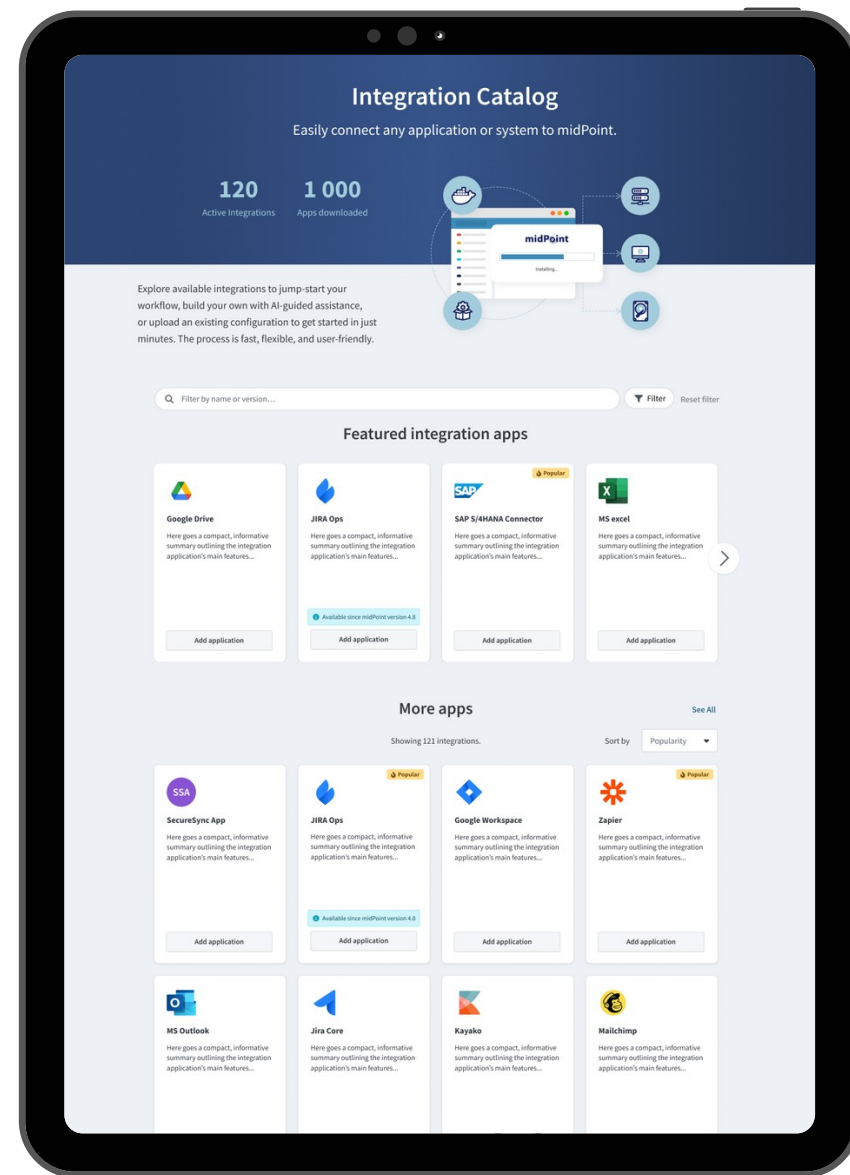 Integration Catalog
Easily connect any application or system to midPoint.
120
Active Integrations
1 000
Apps downloaded
midPoint
Installing...
Explore available integrations to jump-start your
workflow, build your own with AI-guided assistance,
or upload an existing configuration to get started in just
minutes. The process is fast, flexible, and user-friendly.
Filter by name or version...
Filter
Reset filter
Featured integration apps
Google Drive
Here goes a compact, informative
summary outlining the integration
application's main features...
Add application
JIRA Ops
Here goes a compact, informative
summary outlining the integration
application's main features...
Available since midPoint version 4.8
Add application
Popular
SAP
SAP S/4HANA Connector
Here goes a compact, informative
summary outlining the integration
application's main features...
Add application
X
MS excel
Here goes a compact, informative
summary outlining the integration
application's main features...
Add application
More apps
See All
Showing 121 integrations.
Sort by
Popularity
SSA
SecureSync App
Here goes a compact, informative
summary outlining the integration
application's main features...
Add application
Popular
JIRA Ops
Here goes a compact, informative
summary outlining the integration
application's main features...
Available since midPoint version 4.8
Add application
Google Workspace
Here goes a compact, informative
summary outlining the integration
application's main features...
Add application
Popular
Zapier
Here goes a compact, informative
summary outlining the integration
application's main features...
Add application
O
MS Outlook
Here goes a compact, informative
summary outlining the integration
application's main features...
Jira Core
Here goes a compact, informative
summary outlining the integration
application's main features...
Kayako
Here goes a compact, informative
summary outlining the integration
application's main features...
Mailchimp
Here goes a compact, informative
summary outlining the integration
application's main features...